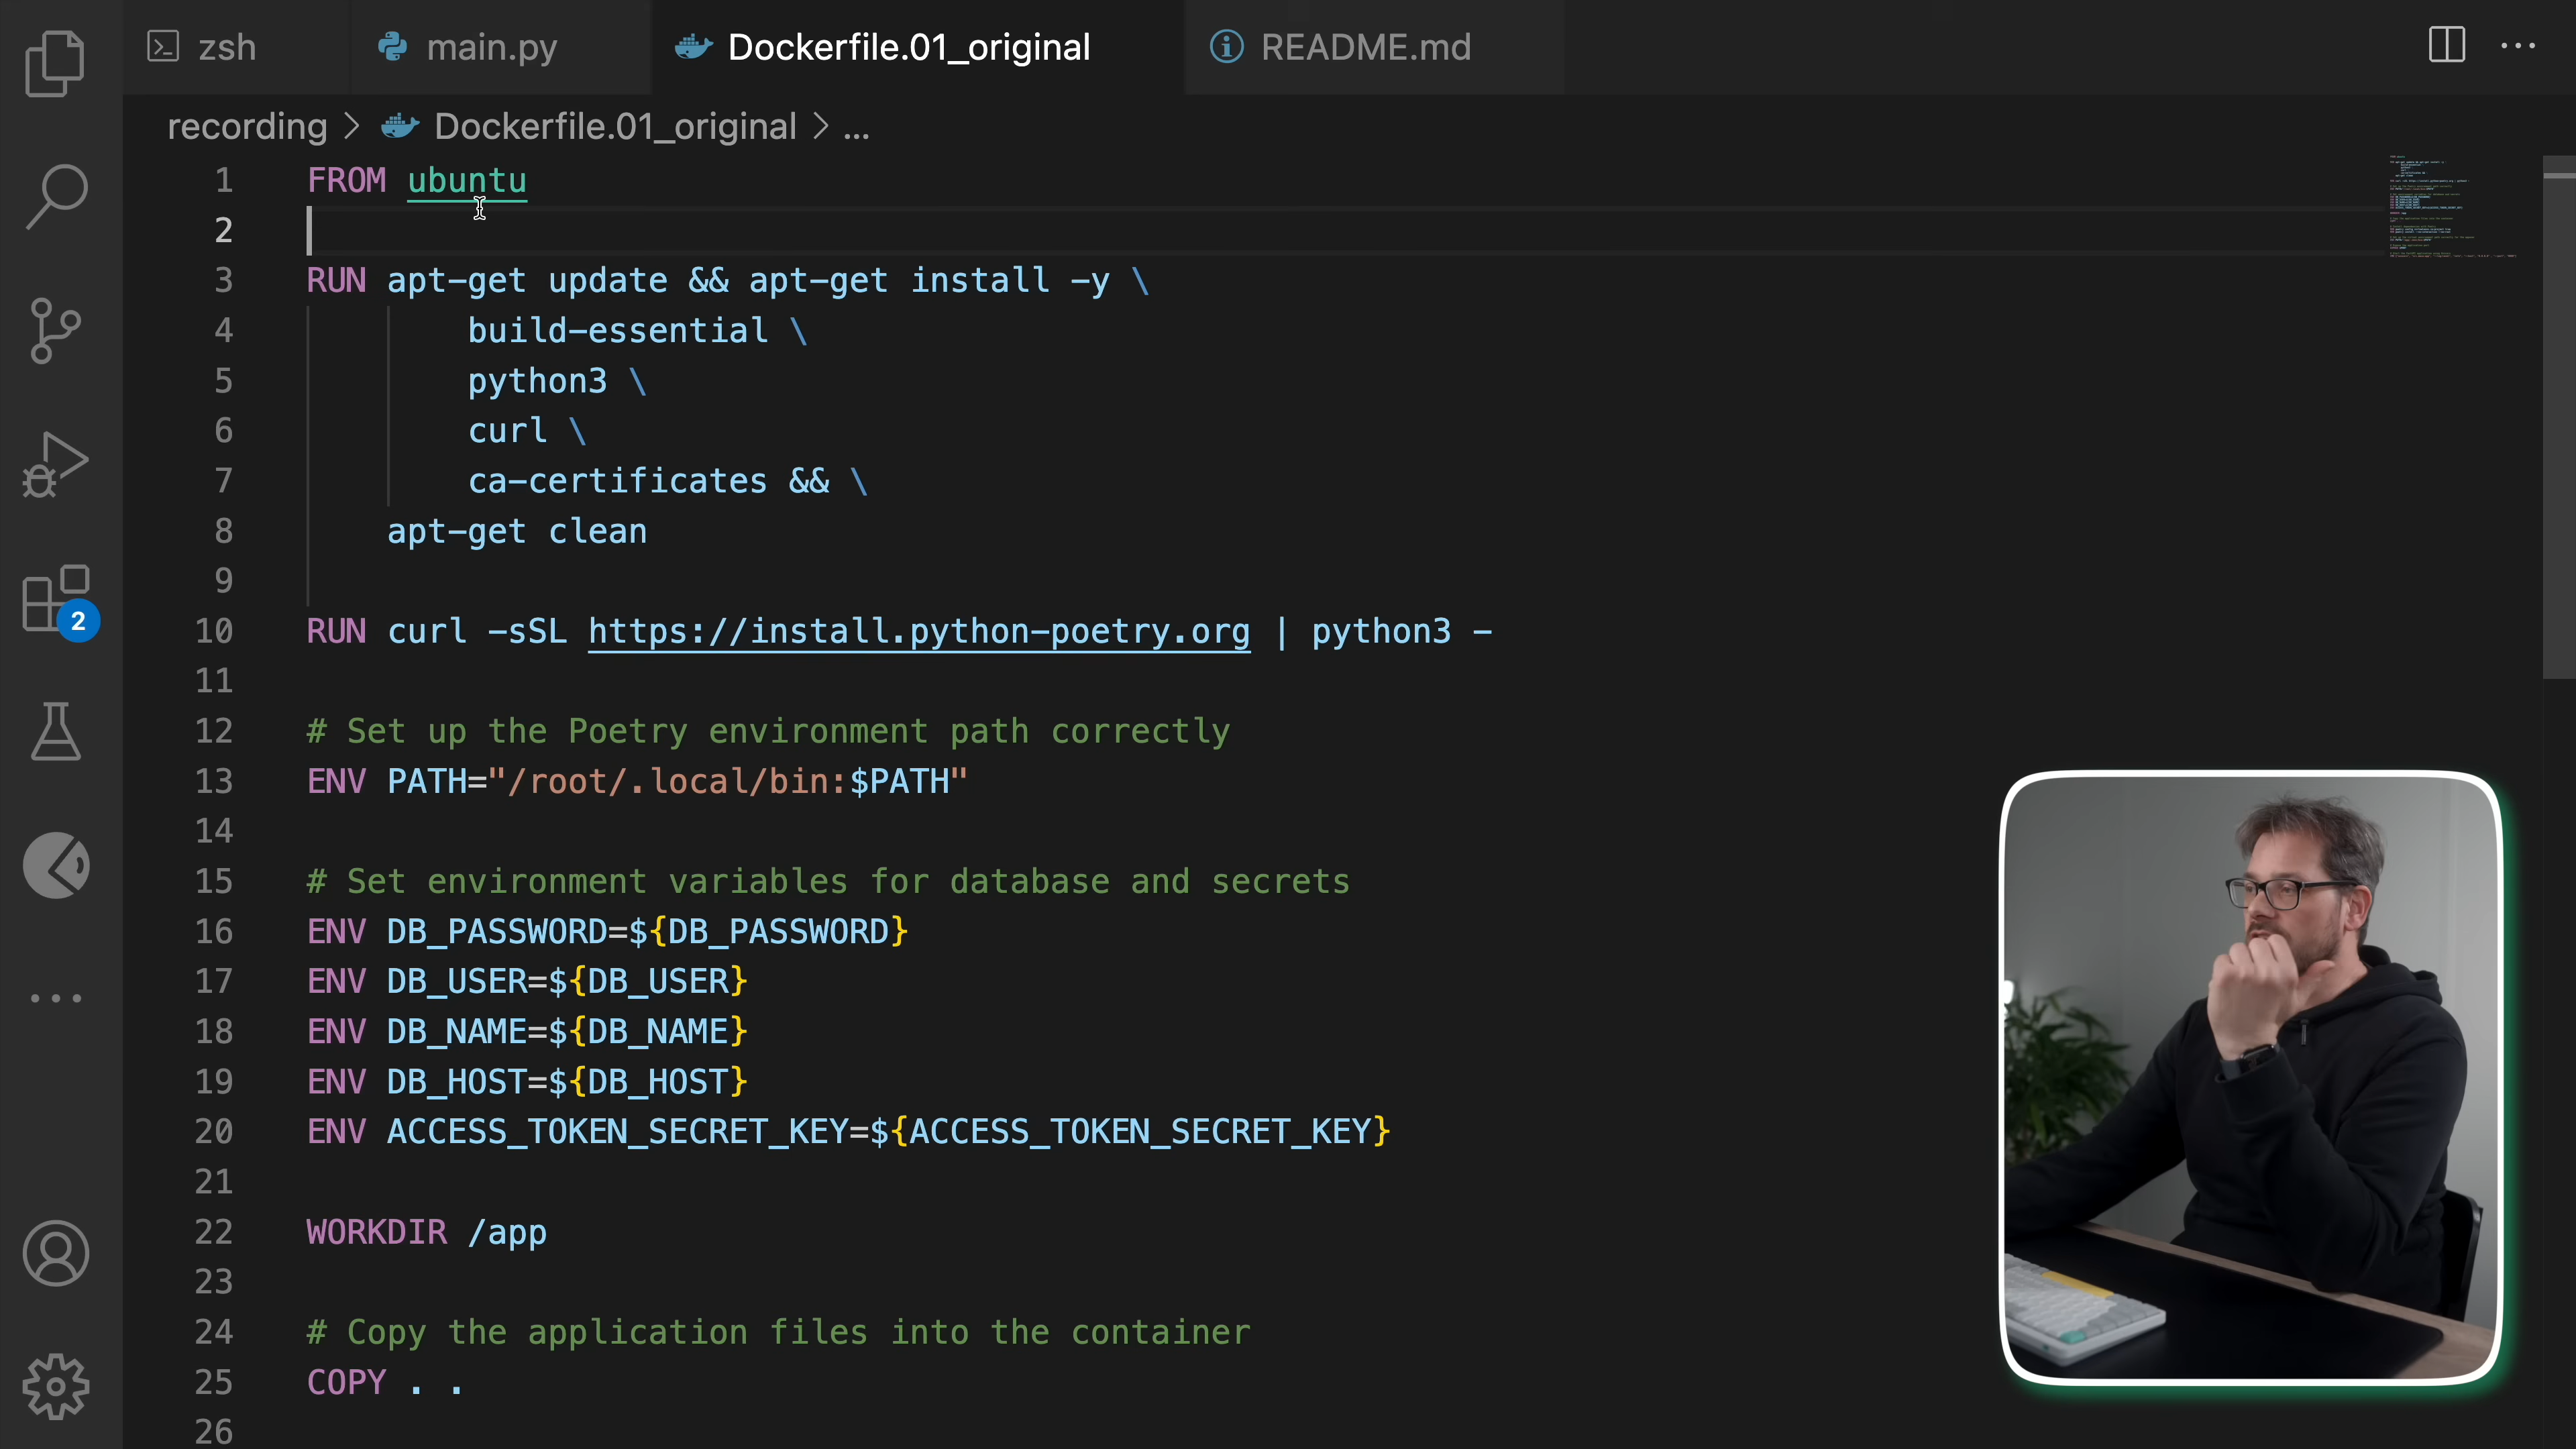 zsh
main.py
Dockerfile.01_original
README.md
recording > Dockerfile.01_original > ...
1 FROM ubuntu
2
3 RUN apt-get update && apt-get install -y \
4 build-essential \
5 python3 \
6 curl \
7 ca-certificates && \
8 apt-get clean
9
10 RUN curl -sSL https://install.python-poetry.org | python3 -
11
12 # Set up the Poetry environment path correctly
13 ENV PATH="/root/.local/bin:$PATH"
14
15 # Set environment variables for database and secrets
16 ENV DB_PASSWORD=${DB_PASSWORD}
17 ENV DB_USER=${DB_USER}
18 ENV DB_NAME=${DB_NAME}
19 ENV DB_HOST=${DB_HOST}
20 ENV ACCESS_TOKEN_SECRET_KEY=${ACCESS_TOKEN_SECRET_KEY}
21
22 WORKDIR /app
23
24 # Copy the application files into the container
25 COPY . .
26
2